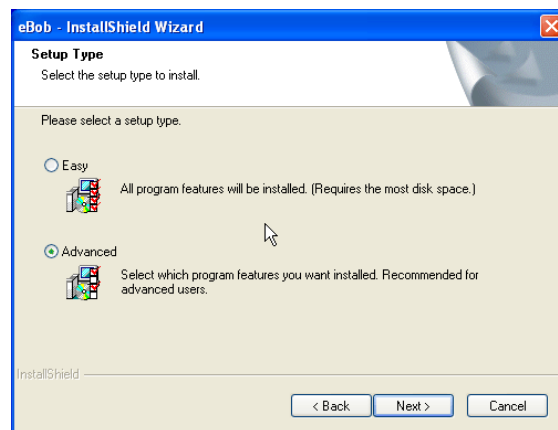 eBob - InstallShield Wizard
Setup Type
Select the setup type to install.
Please select a setup type.
Easy
All program features will be installed. (Requires the most disk space.)
Advanced
Select which program features you want installed. Recommended for
advanced users.
InstallShield
< Back
Next >
Cancel